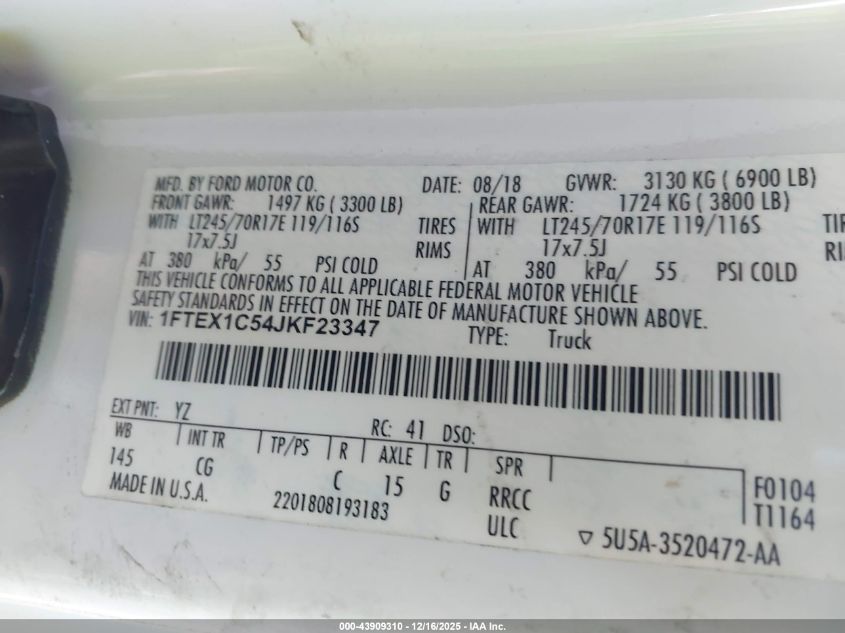 MFD. BY FORD MOTOR CO. DATE: 08/18 GVWR: 3130 KG ( 6900 LB)
FRONT GAWR: 1497 KG ( 3300 LB) REAR GAWR: 1724 KG ( 3800 LB)
WITH LT245/70R17E 119/116S TIRES WITH LT245/70R17E 119/116S TIR
17x7.5J RIMS 17x7.5J RI
AT 380 kPa/ 55 PSI COLD AT 380 kPa/ 55 PSI COLD
THIS VEHICLE CONFORMS TO ALL APPLICABLE FEDERAL MOTOR VEHICLE
SAFETY STANDARDS IN EFFECT ON THE DATE OF MANUFACTURE SHOWN ABOVE.
VIN: 1FTEX1C54JKF23347 TYPE: Truck
EXT PNT: YZ RC: 41 DSO:
WB INT TR TP/PS R AXLE TR SPR
145 CG C 15 G RRCC F0104
MADE IN U.S.A. 2201808193183 ULC T1164
5U5A-3520472-AA
000-43909310 - 12/16/2025 - IAA Inc.